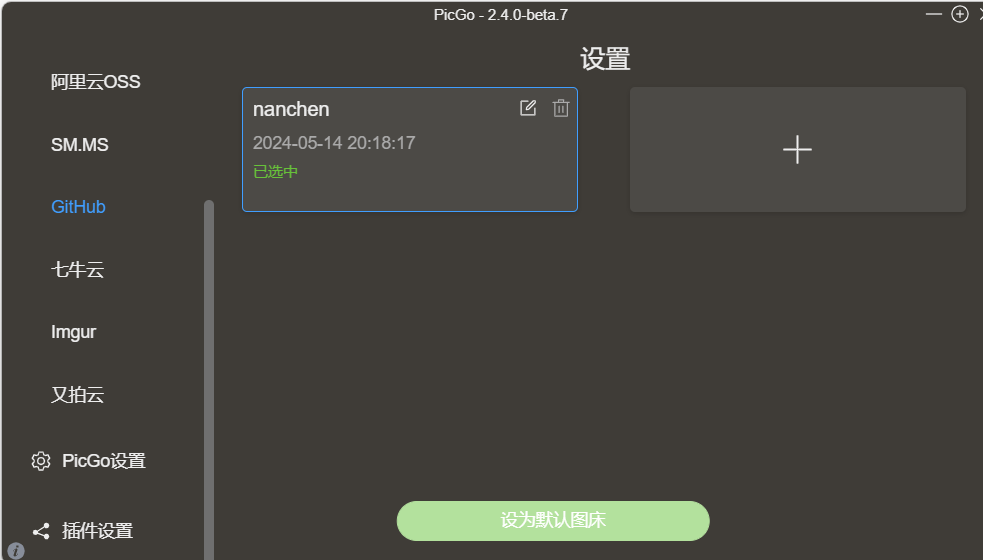 PicGo - 2.4.0-beta.7
设置
阿里云OSS
SM.MS
GitHub
七牛云
Imgur
又拍云
PicGo设置
插件设置
nanchen
2024-05-14 20:18:17
已选中
设为默认图床